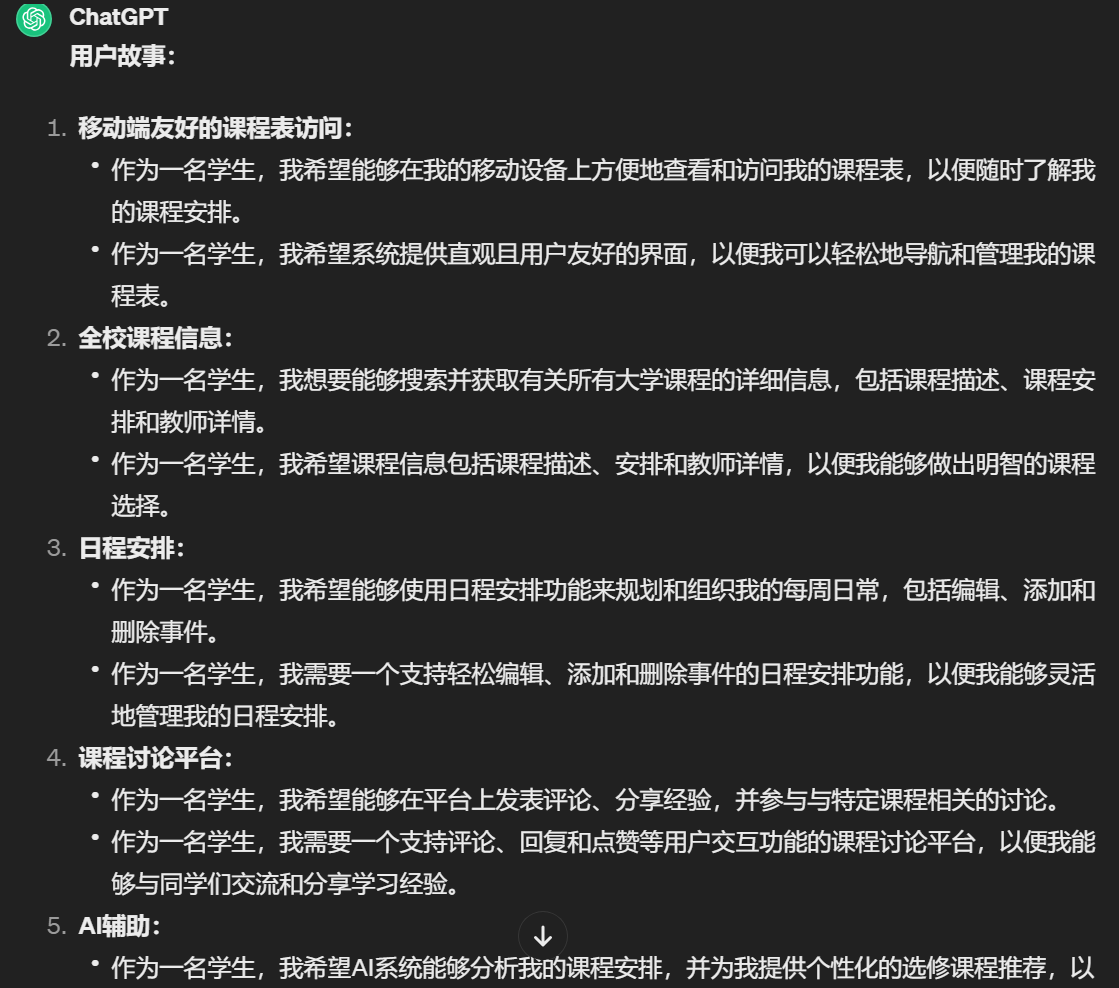 ChatGPT
用户故事：
1. 移动端友好的课程表访问：
• 作为一名学生，我希望能够在我的移动设备上方便地查看和访问我的课程表，以便随时了解我
的课程安排。
• 作为一名学生，我希望系统提供直观且用户友好的界面，以便我可以轻松地导航和管理我的课
程表。
2. 全校课程信息：
• 作为一名学生，我想要能够搜索并获取有关所有大学课程的详细信息，包括课程描述、课程安
排和教师详情。
• 作为一名学生，我希望课程信息包括课程描述、安排和教师详情，以便我能够做出明智的课程
选择。
3. 日程安排：
• 作为一名学生，我希望能够使用日程安排功能来规划和组织我的每周日常，包括编辑、添加和
删除事件。
• 作为一名学生，我需要一个支持轻松编辑、添加和删除事件的日程安排功能，以便我能够灵活
地管理我的日程安排。
4. 课程讨论平台：
• 作为一名学生，我希望能够在平台上发表评论、分享经验，并参与与特定课程相关的讨论。
• 作为一名学生，我需要一个支持评论、回复和点赞等用户交互功能的课程讨论平台，以便我能
够与同学们交流和分享学习经验。
5. AI辅助：
• 作为一名学生，我希望AI系统能够分析我的课程安排，并为我提供个性化的选修课程推荐，以